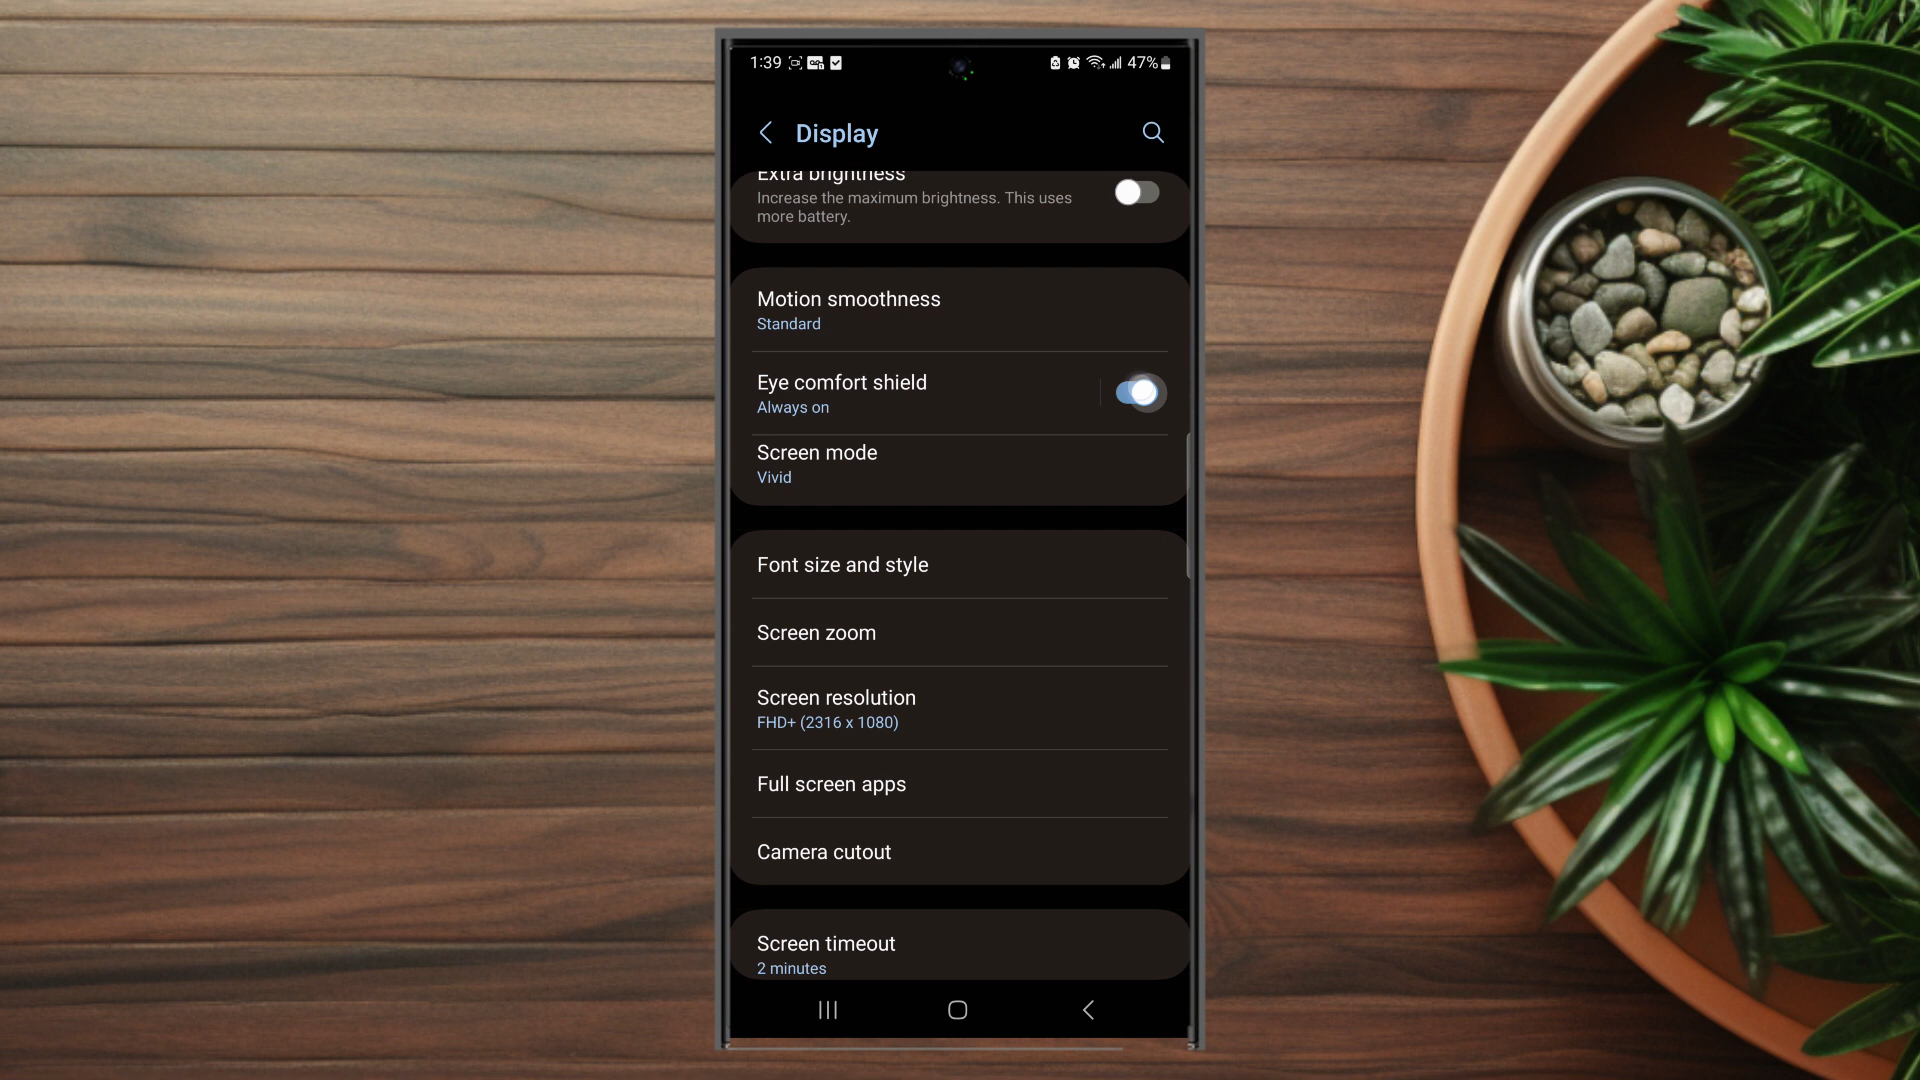 1:39
47%
Display
Extra brightness
Increase the maximum brightness. This uses
more battery.
Motion smoothness
Standard
Eye comfort shield
Always on
Screen mode
Vivid
Font size and style
Screen zoom
Screen resolution
FHD+ (2316 x 1080)
Full screen apps
Camera cutout
Screen timeout
2 minutes